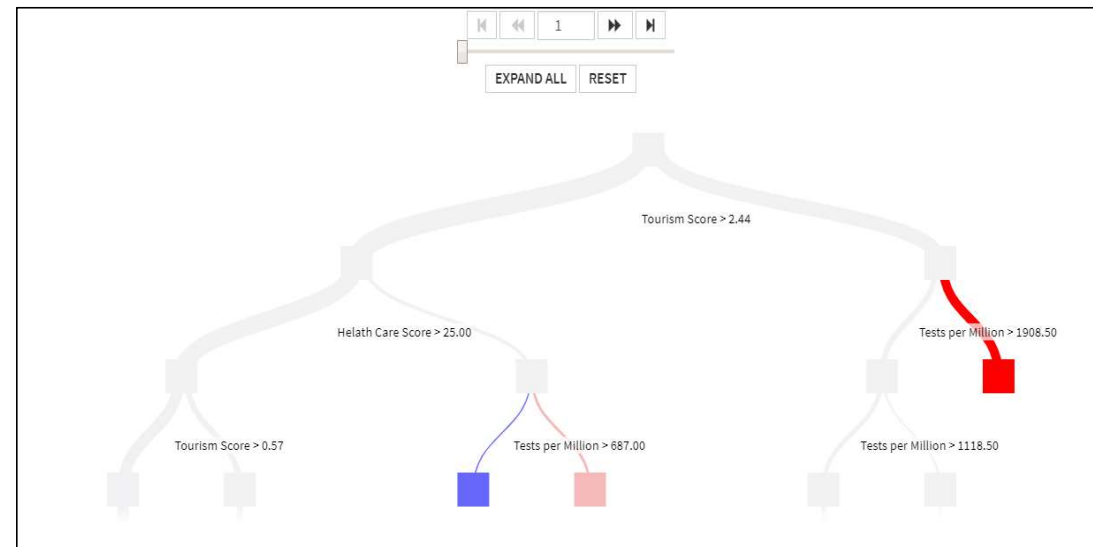 1
EXPAND ALL RESET
Tourism Score > 2.44
Helath Care Score > 25.00
Tests per Million > 1908.50
Tourism Score > 0.57
Tests per Million > 687.00
Tests per Million > 1118.50